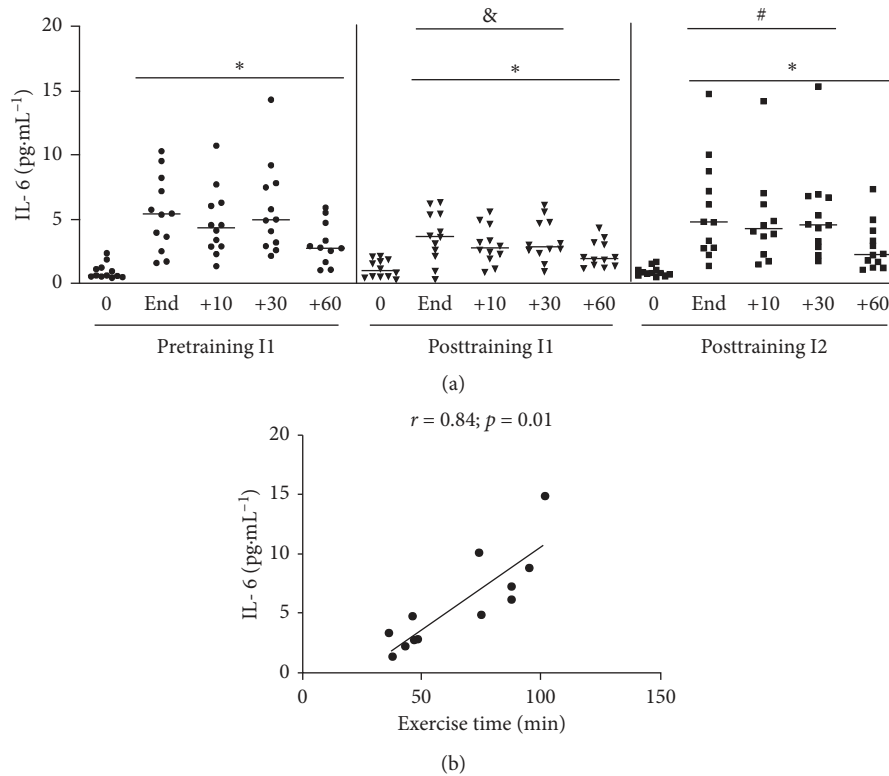 &
#
20
*
*
*
15
10
5
0
IL- 6 (pg·mL⁻¹)
0 End +10 +30 +60 0 End +10 +30 +60 0 End +10 +30 +60
Pretraining I1 Posttraining I1 Posttraining I2
(a)
r = 0.84; p = 0.01
20
15
10
5
0
IL- 6 (pg·mL⁻¹)
0 50 100 150
Exercise time (min)
(b)